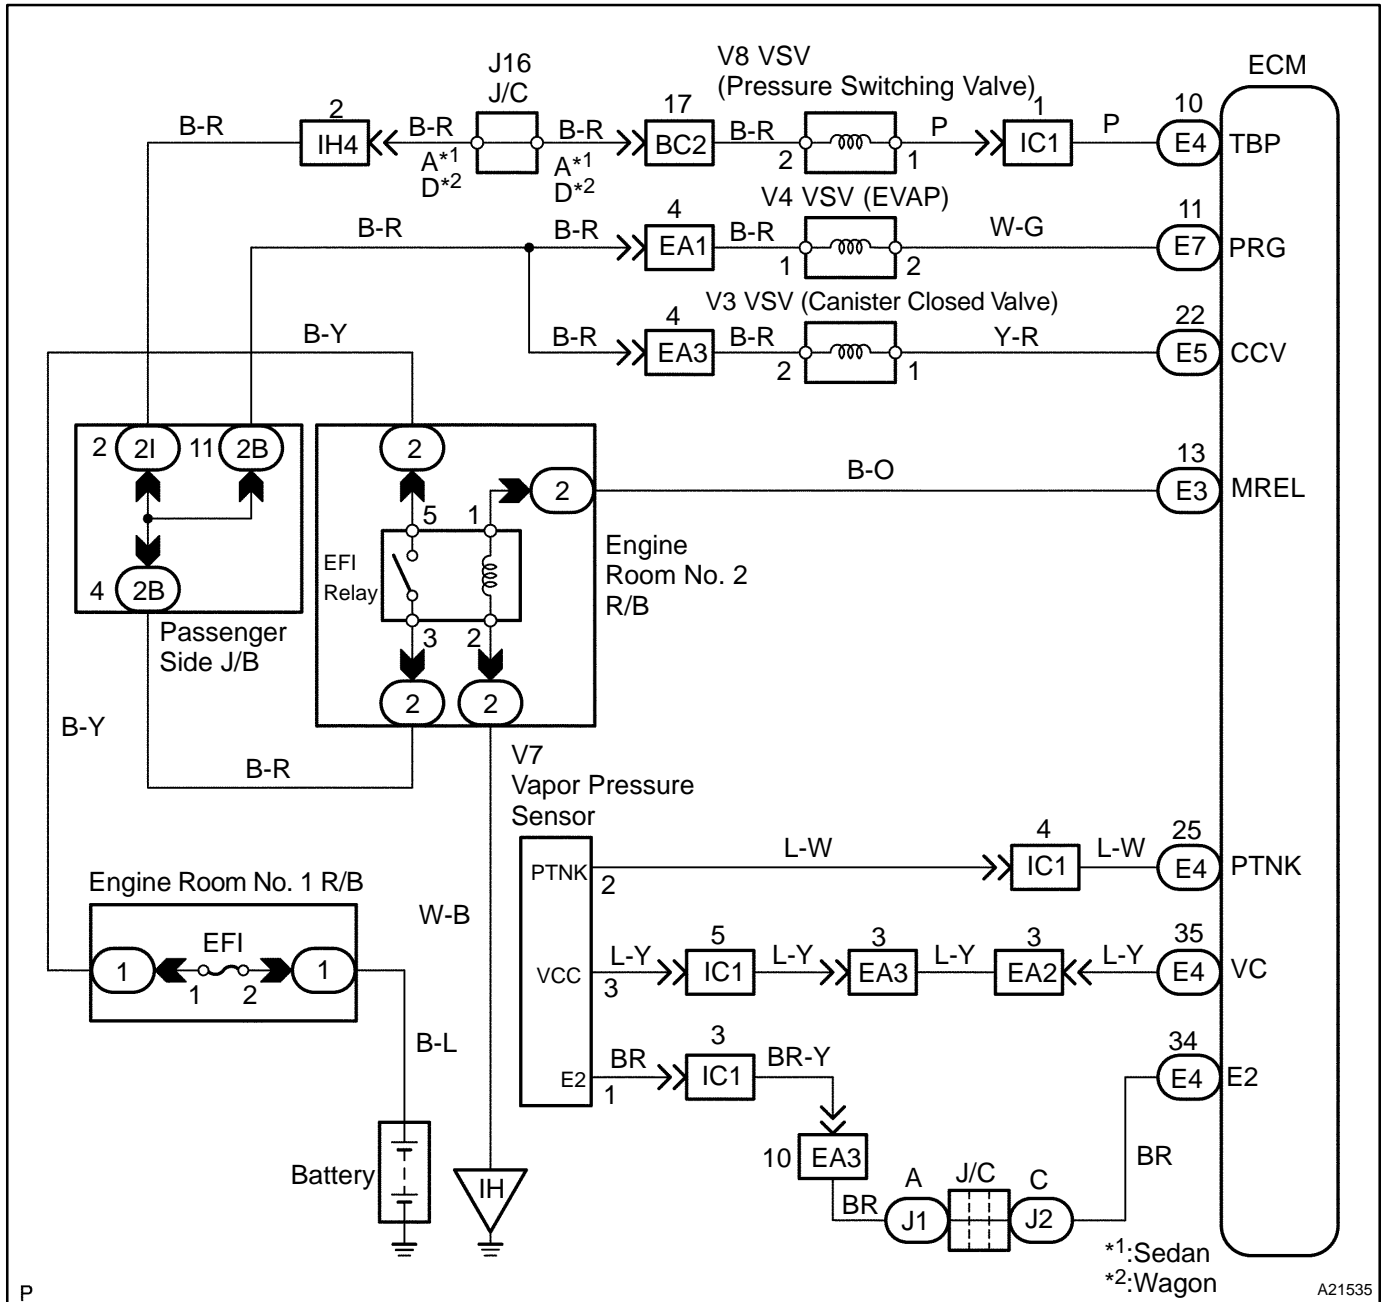 J16
J/C
V8 VSV
(Pressure Switching Valve)
ECM
B-R
2
IH4
B-R
A*1
D*2
B-R
A*1
D*2
17
BC2
B-R
2
1
P
1
IC1
P
10
E4
TBP
V4 VSV (EVAP)
B-R
B-R
4
EA1
B-R
1
2
W-G
11
E7
PRG
V3 VSV (Canister Closed Valve)
B-Y
B-R
4
EA3
B-R
2
1
Y-R
22
E5
CCV
2
2I
11
2B
2
2
B-O
13
E3
MREL
5
1
EFI
Relay
Engine
Room No. 2
R/B
4
2B
3
2
Passenger
Side J/B
2
2
B-Y
B-R
V7
Vapor Pressure
Sensor
PTNK
2
L-W
4
IC1
L-W
25
E4
PTNK
Engine Room No. 1 R/B
W-B
EFI
1
1
2
1
VCC
3
L-Y
5
IC1
L-Y
3
EA3
L-Y
3
EA2
L-Y
35
E4
VC
B-L
E2
1
BR
3
IC1
BR-Y
34
E4
E2
Battery
IH
10
EA3
BR
A
J1
J/C
C
J2
BR
*1:Sedan
*2:Wagon
P
A21535